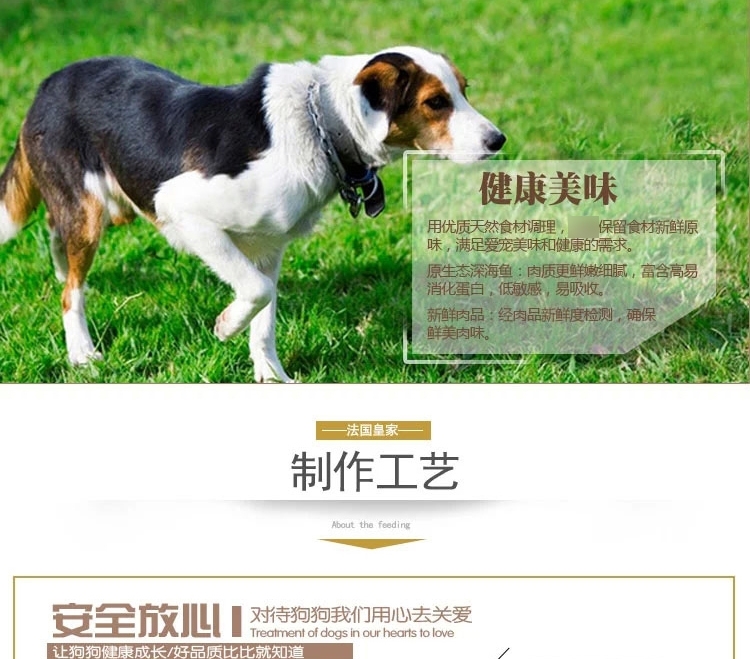 健康美味
用优质天然食材调理， 保留食材新鲜原
味，满足爱宠美味和健康的需求。
原生态深海鱼：肉质更鲜嫩细腻，富含高易
消化蛋白，低敏感，易吸收。
新鲜肉品：经肉品新鲜度检测，确保
鲜美肉味。
——法国皇家——
制作工艺
About the feeding
安全放心
对待狗狗我们用心去关爱
Treatment of dogs in our hearts to love
让狗狗健康成长/好品质比比就知道